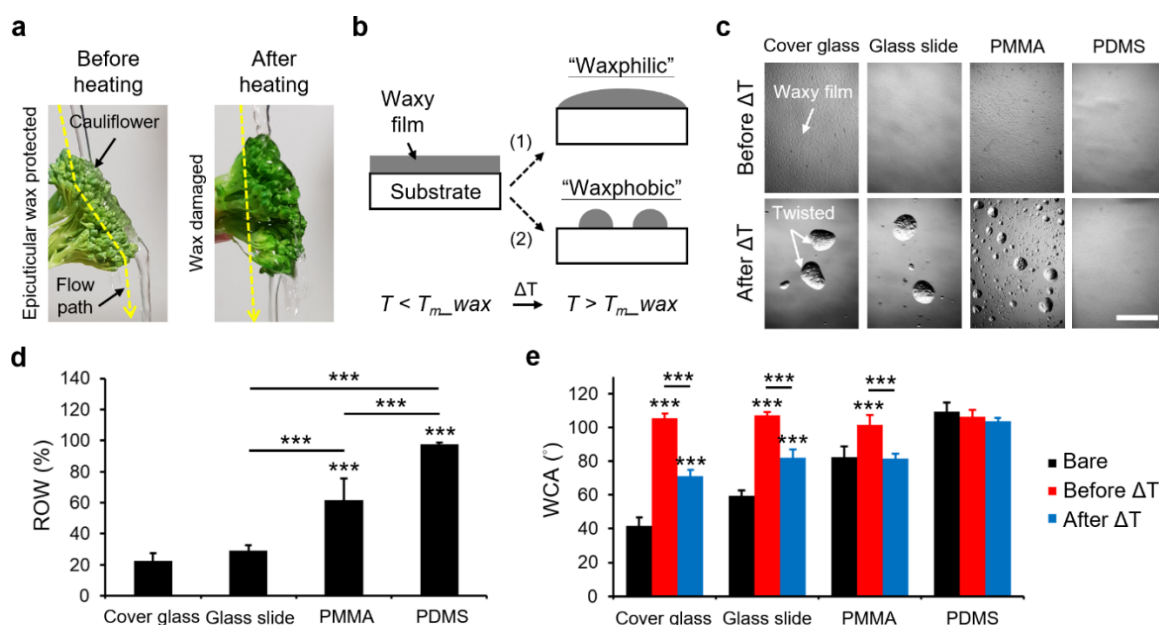 a
Before
heating
After
heating
Epicuticular wax protected
Cauliflower
Flow
path
Wax damaged
b
Waxy
film
Substrate
(1)
(2)
“Waxphilic”
“Waxphobic”
T < Tm_wax
ΔT
T > Tm_wax
c
Cover glass Glass slide PMMA PDMS
Before ΔT
Waxy film
After ΔT
Twisted
d
ROW (%)
140
120
100
80
60
40
20
0
***
***
***
***
***
Cover glass Glass slide PMMA PDMS
e
WCA (°)
120
100
80
60
40
20
0
*** *** ***
*** *** ***
*** ***
Bare
Before ΔT
After ΔT
Cover glass Glass slide PMMA PDMS